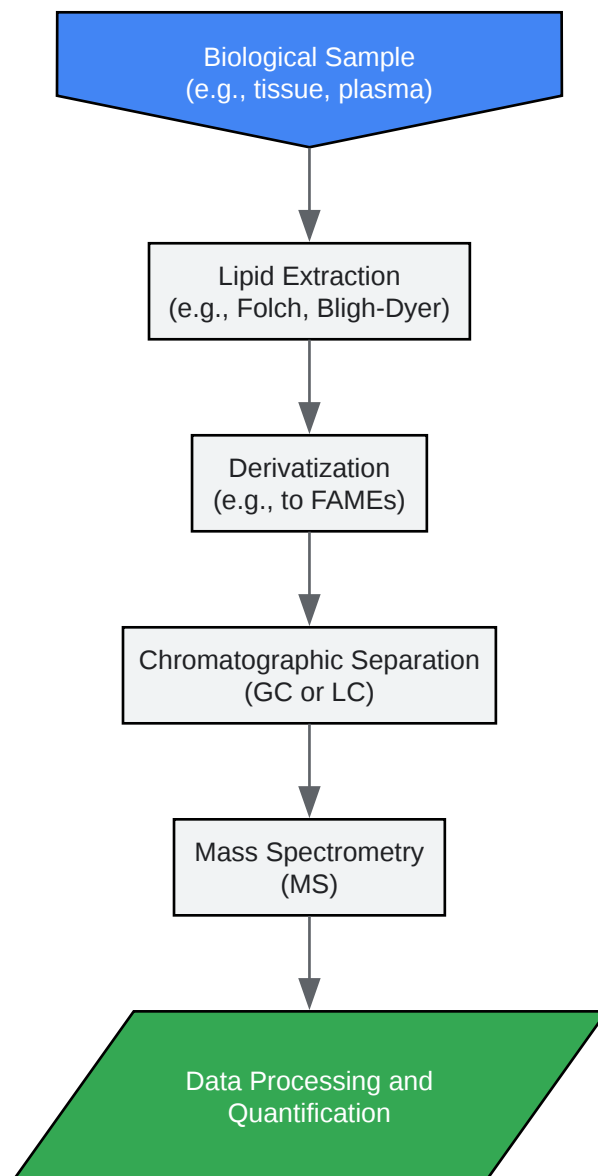 Biological Sample
(e.g., tissue, plasma)
Lipid Extraction
(e.g., Folch, Bligh-Dyer)
Derivatization
(e.g., to FAMEs)
Chromatographic Separation
(GC or LC)
Mass Spectrometry
(MS)
Data Processing and
Quantification